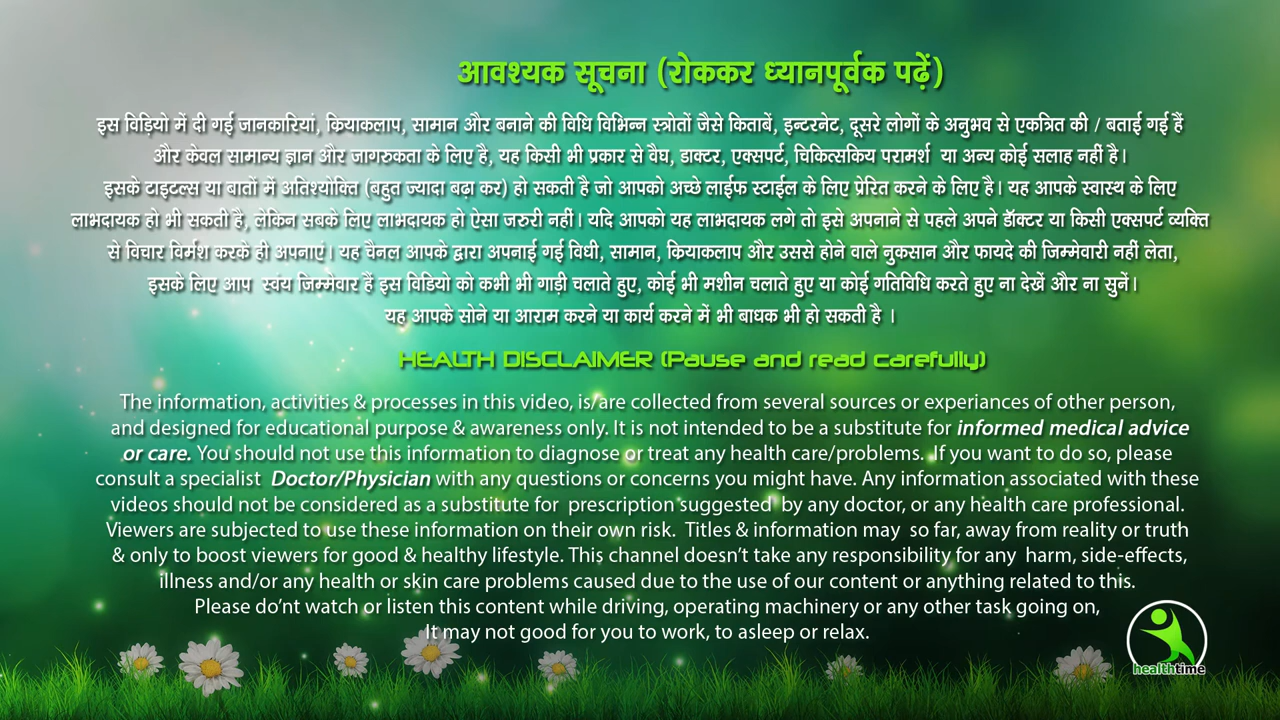 आवश्यक सूचना (रोककर ध्यानपूर्वक पढ़ें)
इस विडि़यो में दी गई जानकारियां, क्रियाकलाप, सामान और बनाने की विधि विभिन्न स्त्रोतों जैसे किताबें, इन्टरनेट, दूसरे लोगों के अनुभव से एकत्रित की / बताई गई हैं
और केवल सामान्य ज्ञान और जागरुकता के लिए है, यह किसी भी प्रकार से वैघ, डाक्टर, एक्सपर्ट, चिकित्सकिय परामर्श या अन्य कोई सलाह नहीं है।
इसके टाइटल्स या बातों में अतिश्योक्ति (बहुत ज्यादा बढ़ा कर) हो सकती है जो आपको अच्छे लाईफ स्टाईल के लिए प्रेरित करने के लिए है। यह आपके स्वास्थ के लिए
लाभदायक हो भी सकती है, लेकिन सबके लिए लाभदायक हो ऐसा जरुरी नहीं। यदि आपको यह लाभदायक लगे तो इसे अपनाने से पहले अपने डॅाक्टर या किसी एक्सपर्ट व्यक्ति
से विचार विर्मश करके ही अपनाएं। यह चैनल आपके द्वारा अपनाई गई विधी, सामान, क्रियाकलाप और उससे होने वाले नुकसान और फायदे की जिम्मेवारी नहीं लेता,
इसके लिए आप स्वंय जिम्मेवार हैं इस विडियो को कभी भी गाड़ी चलाते हुए, कोई भी मशीन चलाते हुए या कोई गतिविधि करते हुए ना देखें और ना सुनें।
यह आपके सोने या आराम करने या कार्य करने में भी बाधक भी हो सकती है ।
HEALTH DISCLAIMER (Pause and read carefully)
The information, activities & processes in this video, is/are collected from several sources or experiances of other person,
and designed for educational purpose & awareness only. It is not intended to be a substitute for informed medical advice
or care. You should not use this information to diagnose or treat any health care/problems. If you want to do so, please
consult a specialist Doctor/Physician with any questions or concerns you might have. Any information associated with these
videos should not be considered as a substitute for prescription suggested by any doctor, or any health care professional.
Viewers are subjected to use these information on their own risk. Titles & information may so far, away from reality or truth
& only to boost viewers for good & healthy lifestyle. This channel doesn't take any responsibility for any harm, side-effects,
illness and/or any health or skin care problems caused due to the use of our content or anything related to this.
Please do'nt watch or listen this content while driving, operating machinery or any other task going on,
It may not good for you to work, to asleep or relax.
healthtime